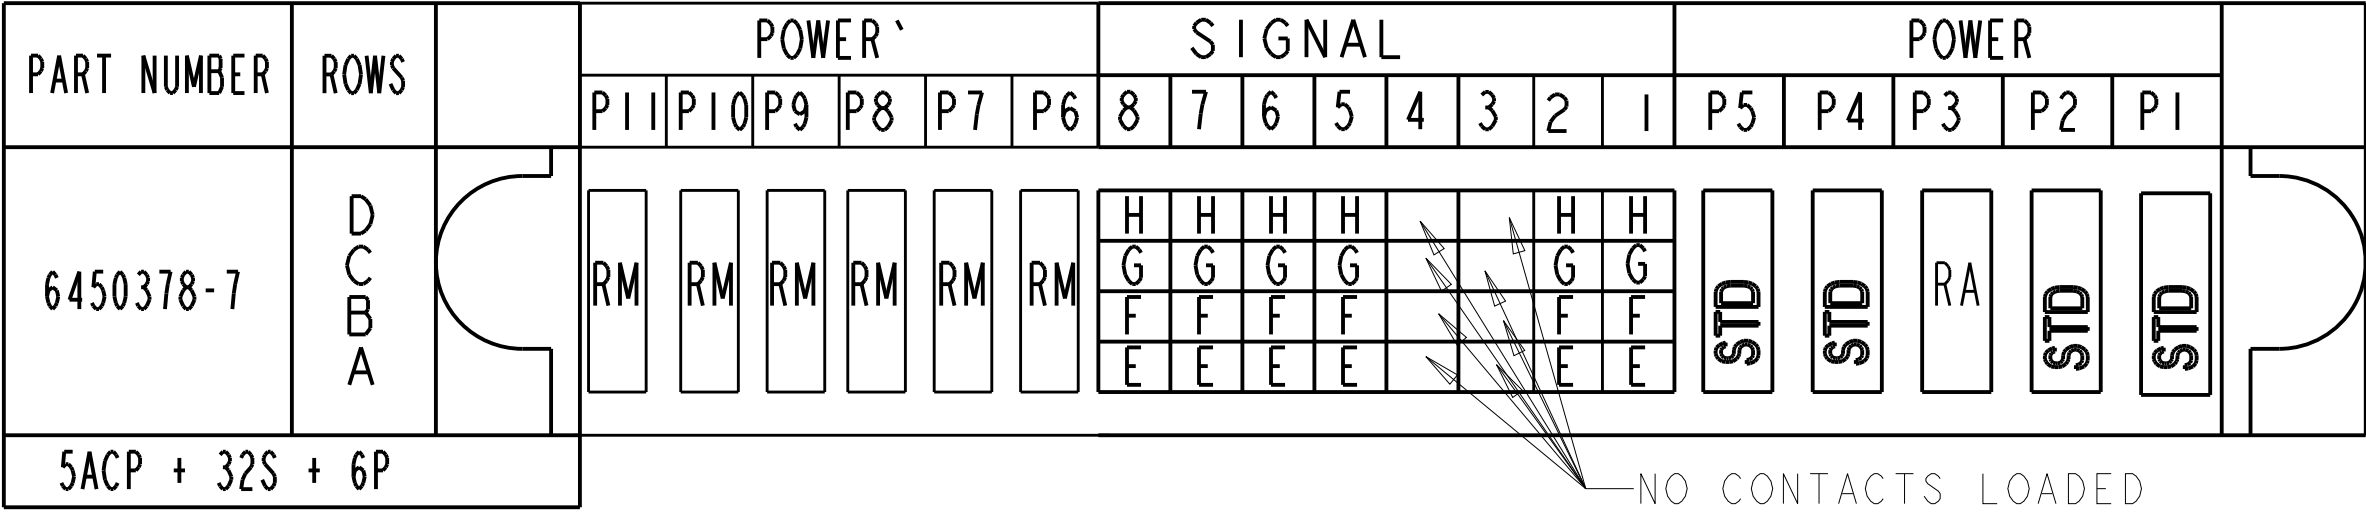 POWER` SIGNAL POWER
PART NUMBER ROWS
P11 P10 P9 P8 P7 P6 8 7 6 5 4 3 2 1 P5 P4 P3 P2 P1
D H H H H H H
C G G G G G G
6450378-7 RM RM RM RM RM RM STD STD RA STD STD
B F F F F F F
A E E E E E E
5ACP + 32S + 6P
NO CONTACTS LOADED